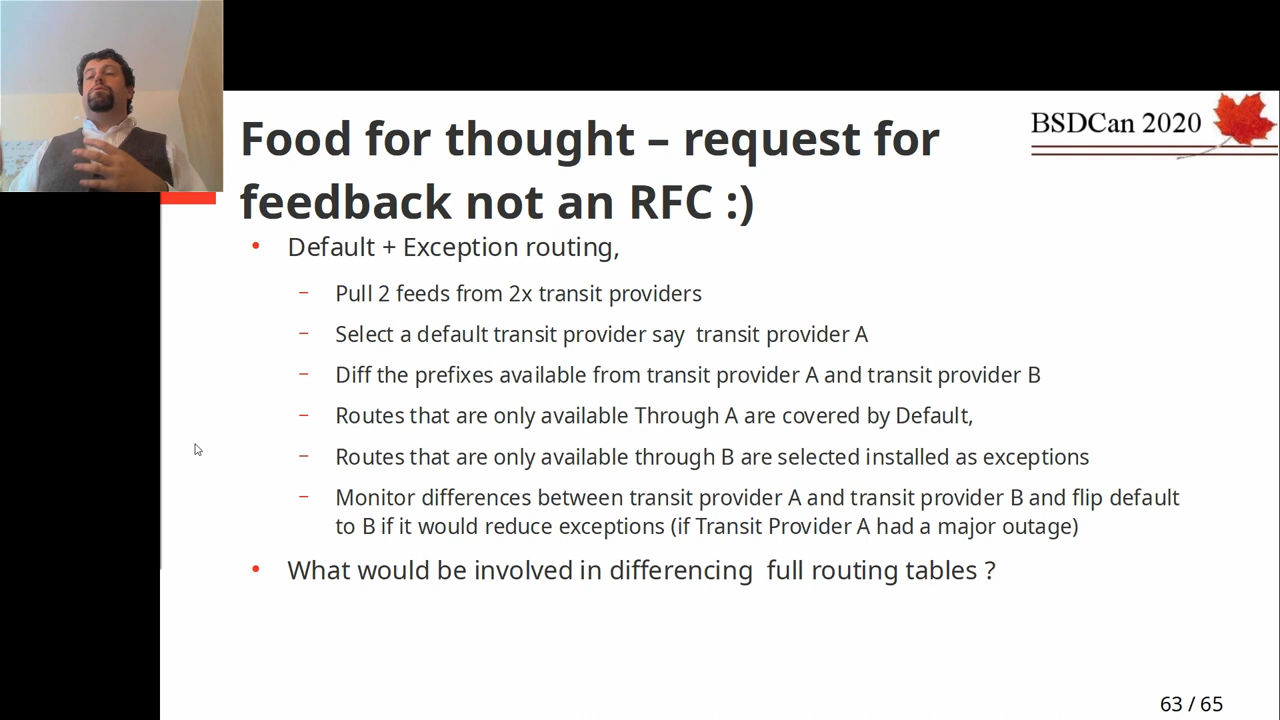 BSDCan 2020
Food for thought – request for
feedback not an RFC :)
• Default + Exception routing,
– Pull 2 feeds from 2x transit providers
– Select a default transit provider say  transit provider A
– Diff the prefixes available from transit provider A and transit provider B
– Routes that are only available Through A are covered by Default,
– Routes that are only available through B are selected installed as exceptions
– Monitor differences between transit provider A and transit provider B and flip default
to B if it would reduce exceptions (if Transit Provider A had a major outage)
• What would be involved in differencing  full routing tables ?
63 / 65